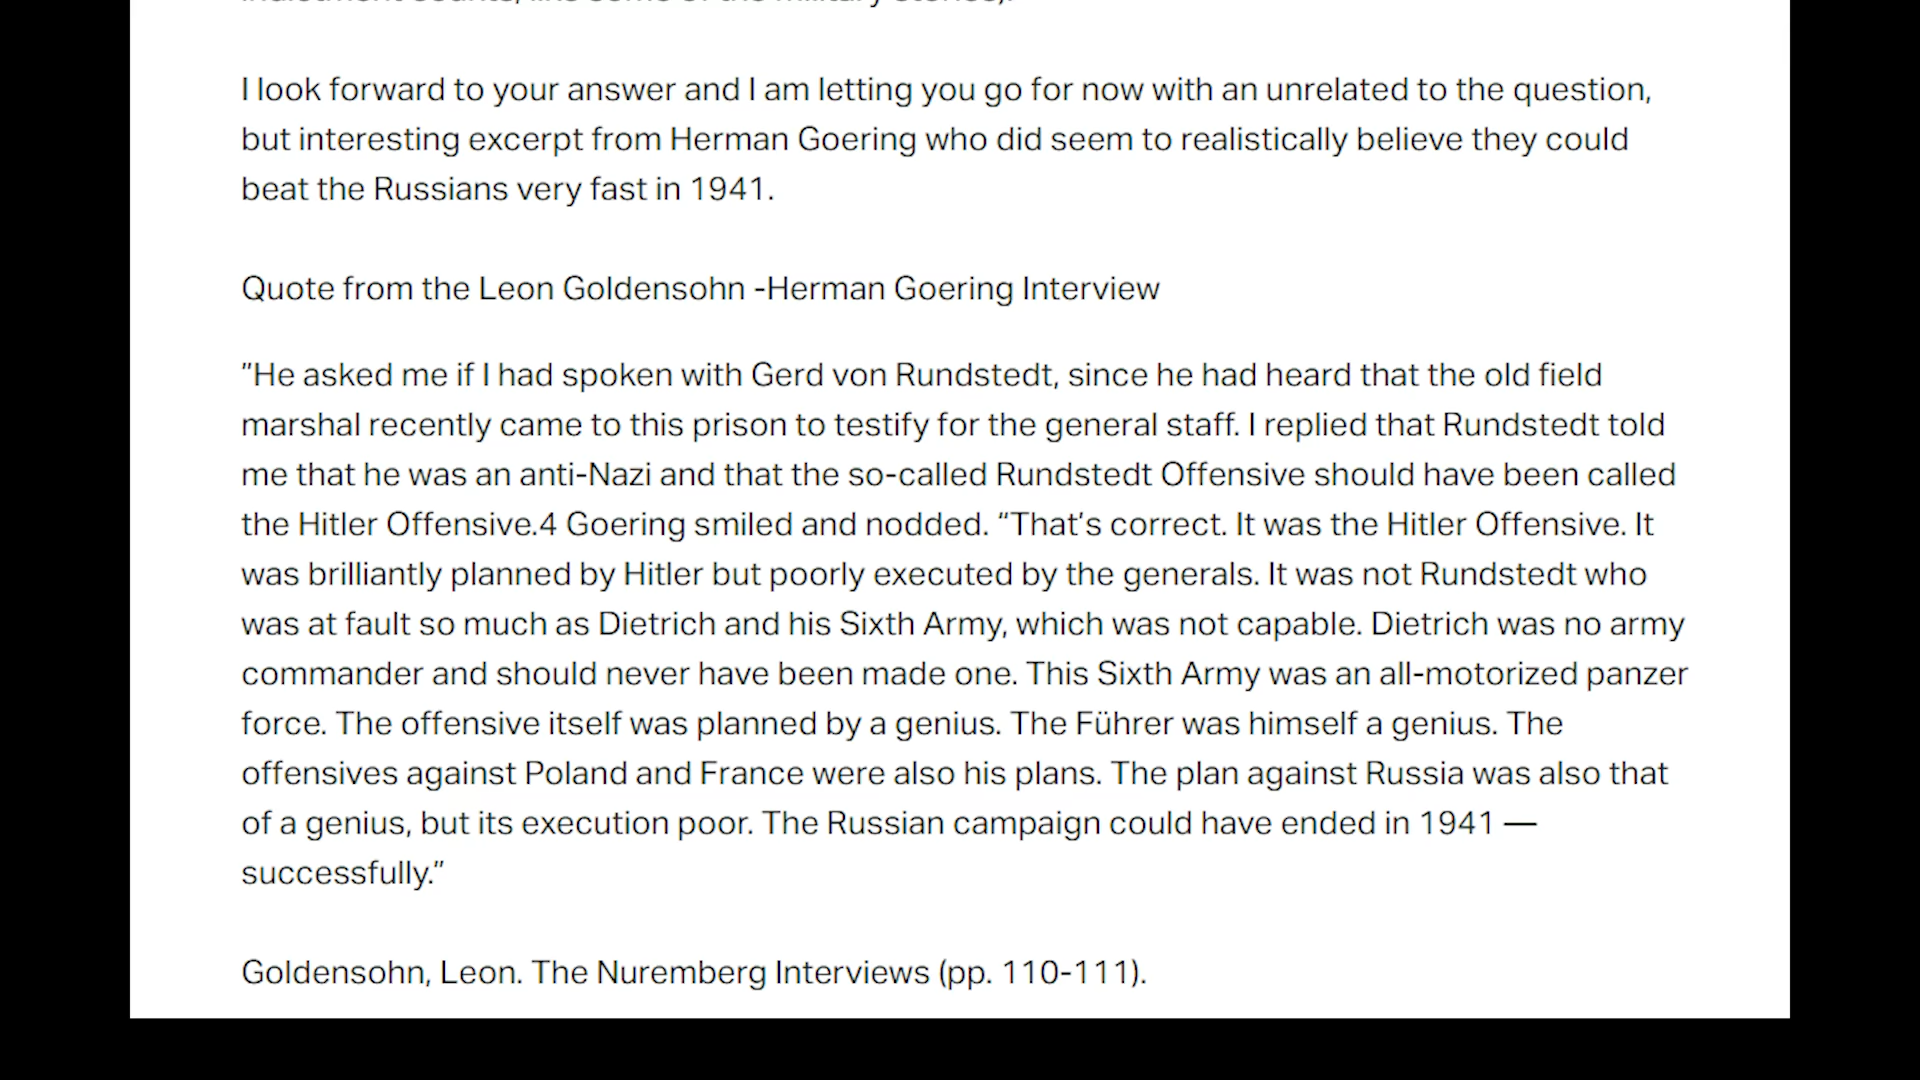 I look forward to your answer and I am letting you go for now with an unrelated to the question,
but interesting excerpt from Herman Goering who did seem to realistically believe they could
beat the Russians very fast in 1941.
Quote from the Leon Goldensohn -Herman Goering Interview
"He asked me if I had spoken with Gerd von Rundstedt, since he had heard that the old field
marshal recently came to this prison to testify for the general staff. I replied that Rundstedt told
me that he was an anti-Nazi and that the so-called Rundstedt Offensive should have been called
the Hitler Offensive.4 Goering smiled and nodded. “That’s correct. It was the Hitler Offensive. It
was brilliantly planned by Hitler but poorly executed by the generals. It was not Rundstedt who
was at fault so much as Dietrich and his Sixth Army, which was not capable. Dietrich was no army
commander and should never have been made one. This Sixth Army was an all-motorized panzer
force. The offensive itself was planned by a genius. The Führer was himself a genius. The
offensives against Poland and France were also his plans. The plan against Russia was also that
of a genius, but its execution poor. The Russian campaign could have ended in 1941 —
successfully."
Goldensohn, Leon. The Nuremberg Interviews (pp. 110-111).